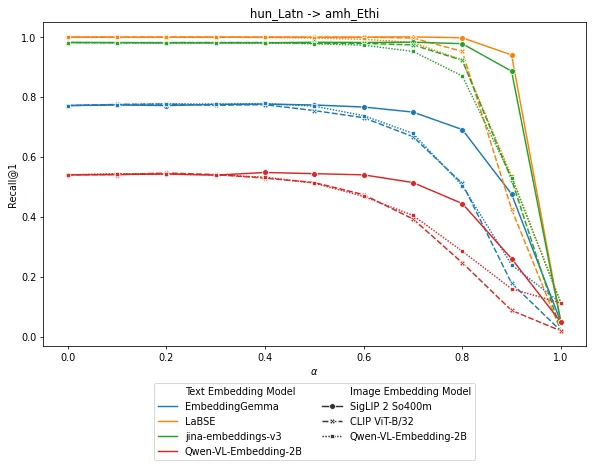 hun_Latn -> amh_Ethi
Recall@1
1.0
0.8
0.6
0.4
0.2
0.0
0.0 0.2 0.4 0.6 0.8 1.0
α
Text Embedding Model
EmbeddingGemma
LaBSE
jina-embeddings-v3
Qwen-VL-Embedding-2B
Image Embedding Model
SigLIP 2 So400m
CLIP ViT-B/32
Qwen-VL-Embedding-2B